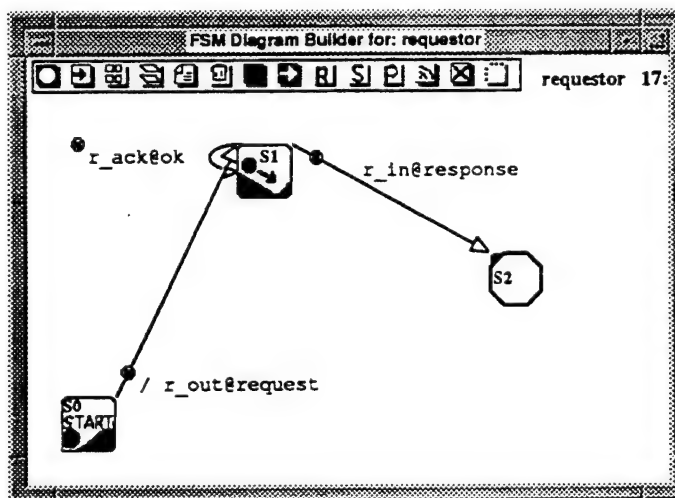 FSM Diagram Builder for: requestor
R S P
requestor 17:
r_ack@ok
S1
r_in@response
S2
/ r_out@request
S0
START